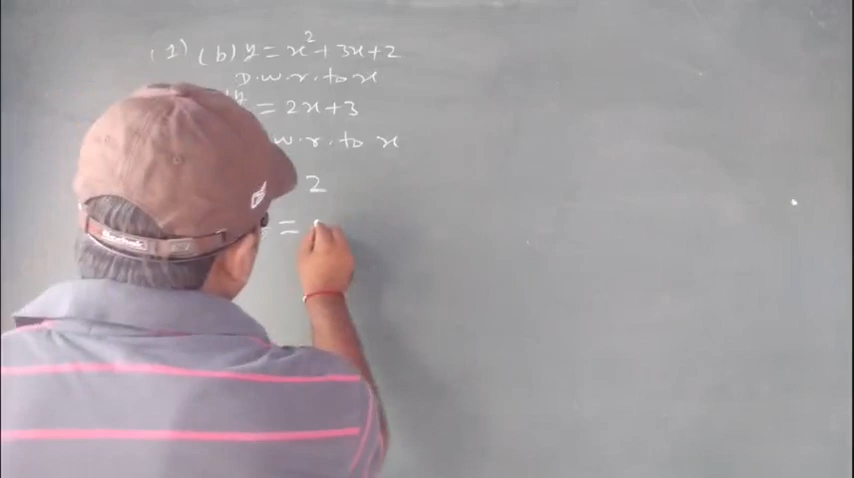 (1) (b) y = x² + 3x + 2
D.w.r.to x
= 2x + 3
w.r.to x
2
=